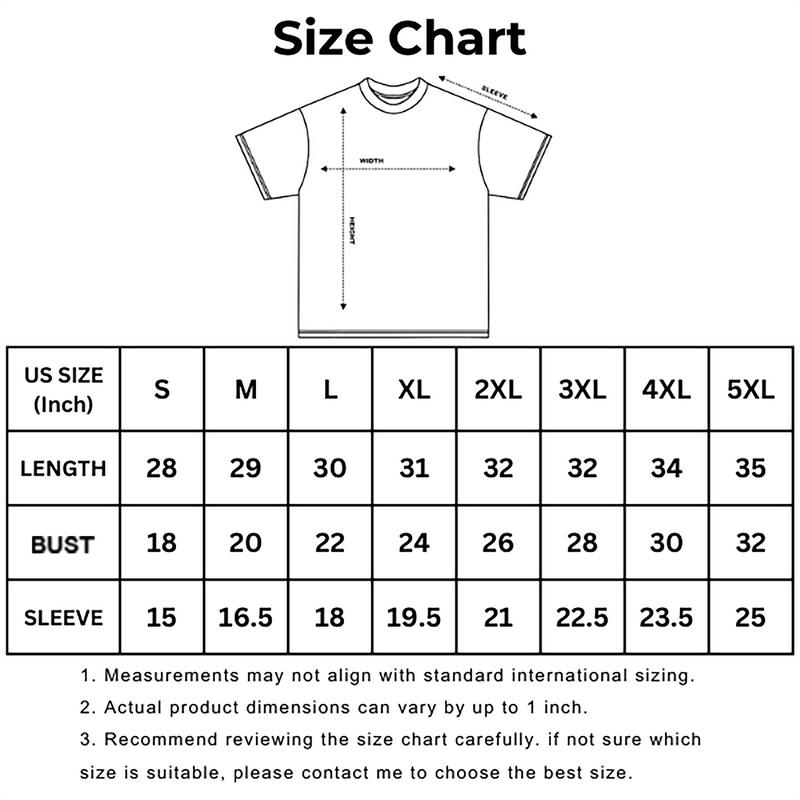 Size Chart
SLEEVE
WIDTH
HEIGHT
US SIZE (Inch) S M L XL 2XL 3XL 4XL 5XL
LENGTH 28 29 30 31 32 32 34 35
BUST 18 20 22 24 26 28 30 32
SLEEVE 15 16.5 18 19.5 21 22.5 23.5 25
1. Measurements may not align with standard international sizing.
2. Actual product dimensions can vary by up to 1 inch.
3. Recommend reviewing the size chart carefully. if not sure which
size is suitable, please contact me to choose the best size.